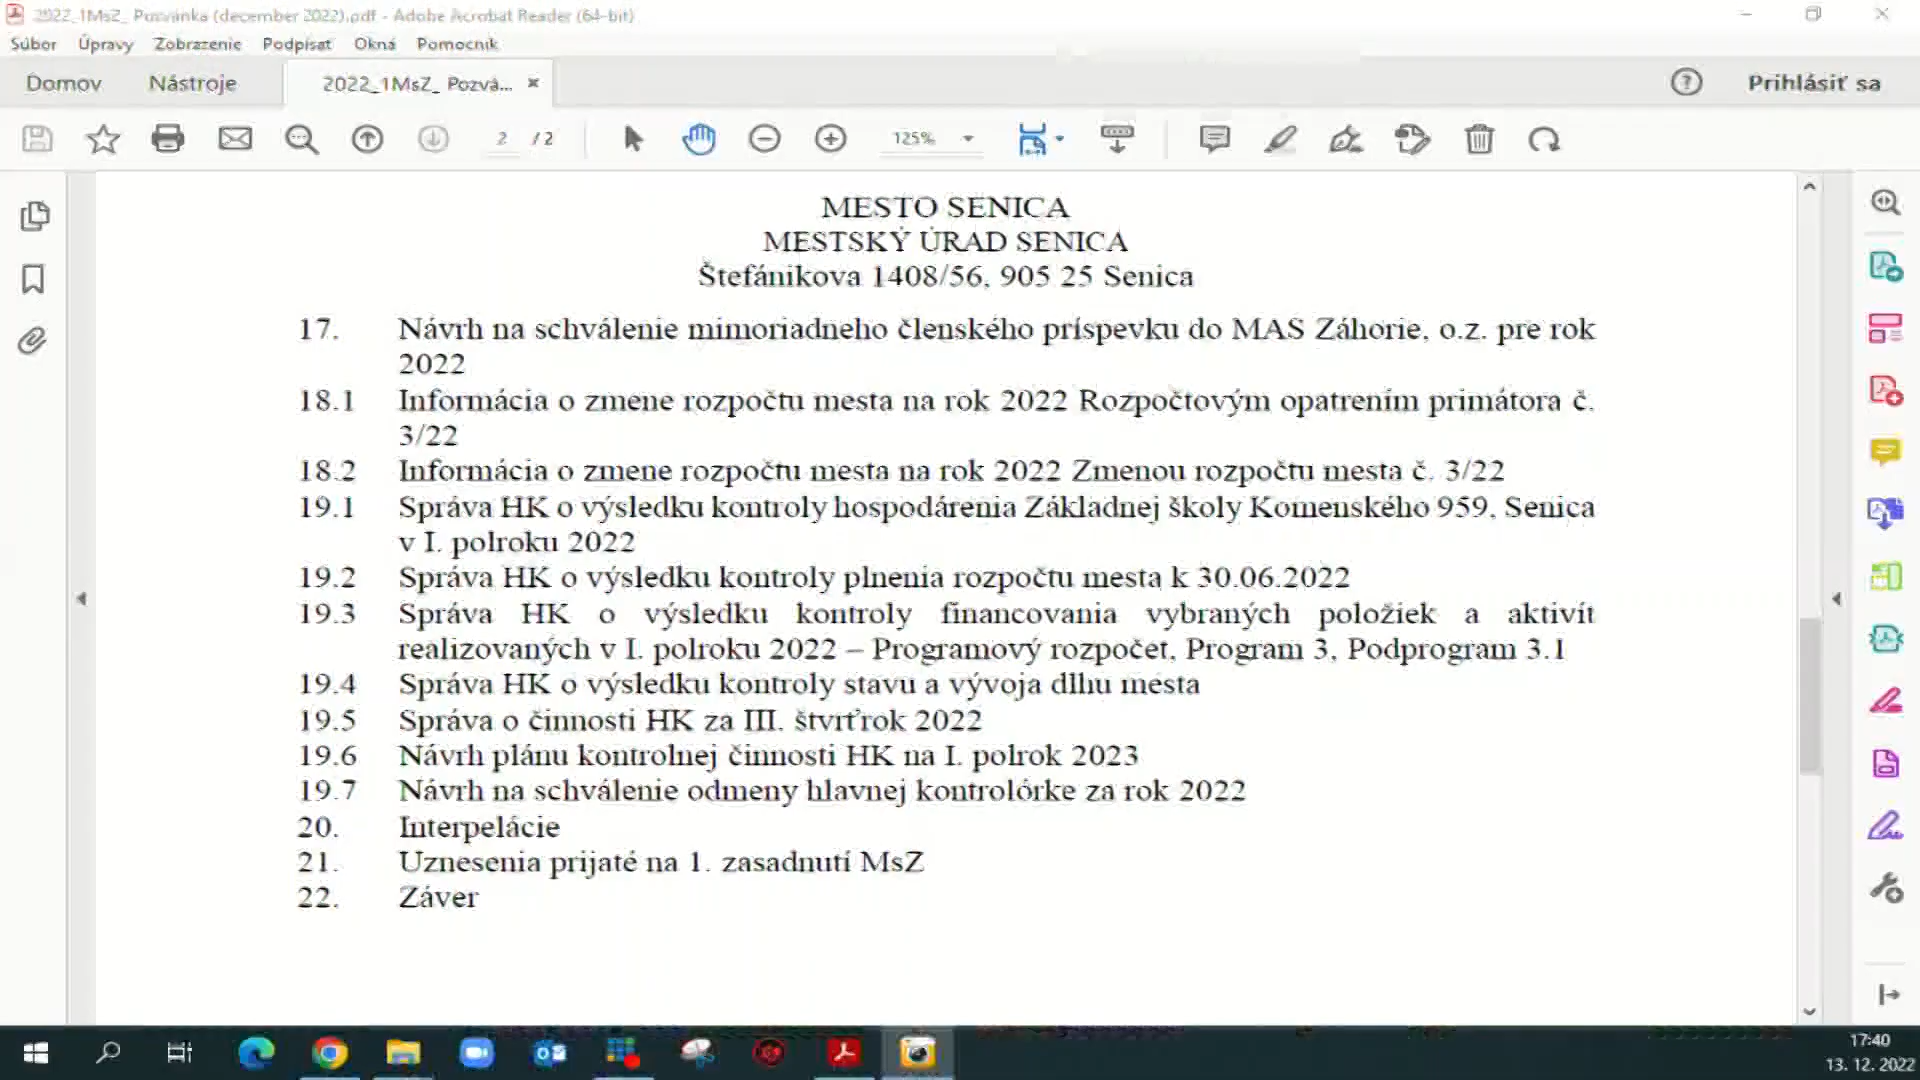 2022_1MsZ_ Pozvánka (december 2022).pdf - Adobe Acrobat Reader (64-bit)
Súbor Úpravy Zobrazenie Podpísať Okná Pomocník
Domov Nástroje 2022_1MsZ_ Pozvá... × ? Prihlásiť sa
2 / 2 125%
MESTO SENICA
MESTSKÝ ÚRAD SENICA
Štefánikova 1408/56, 905 25 Senica
17. Návrh na schválenie mimoriadneho členského príspevku do MAS Záhorie, o.z. pre rok
2022
18.1 Informácia o zmene rozpočtu mesta na rok 2022 Rozpočtovým opatrením primátora č.
3/22
18.2 Informácia o zmene rozpočtu mesta na rok 2022 Zmenou rozpočtu mesta č. 3/22
19.1 Správa HK o výsledku kontroly hospodárenia Základnej školy Komenského 959, Senica
v I. polroku 2022
19.2 Správa HK o výsledku kontroly plnenia rozpočtu mesta k 30.06.2022
19.3 Správa HK o výsledku kontroly financovania vybraných položiek a aktivít
realizovaných v I. polroku 2022 – Programový rozpočet, Program 3, Podprogram 3.1
19.4 Správa HK o výsledku kontroly stavu a vývoja dlhu mesta
19.5 Správa o činnosti HK za III. štvrťrok 2022
19.6 Návrh plánu kontrolnej činnosti HK na I. polrok 2023
19.7 Návrh na schválenie odmeny hlavnej kontrolórke za rok 2022
20. Interpelácie
21. Uznesenia prijaté na 1. zasadnutí MsZ
22. Záver
17:40
13. 12. 2022